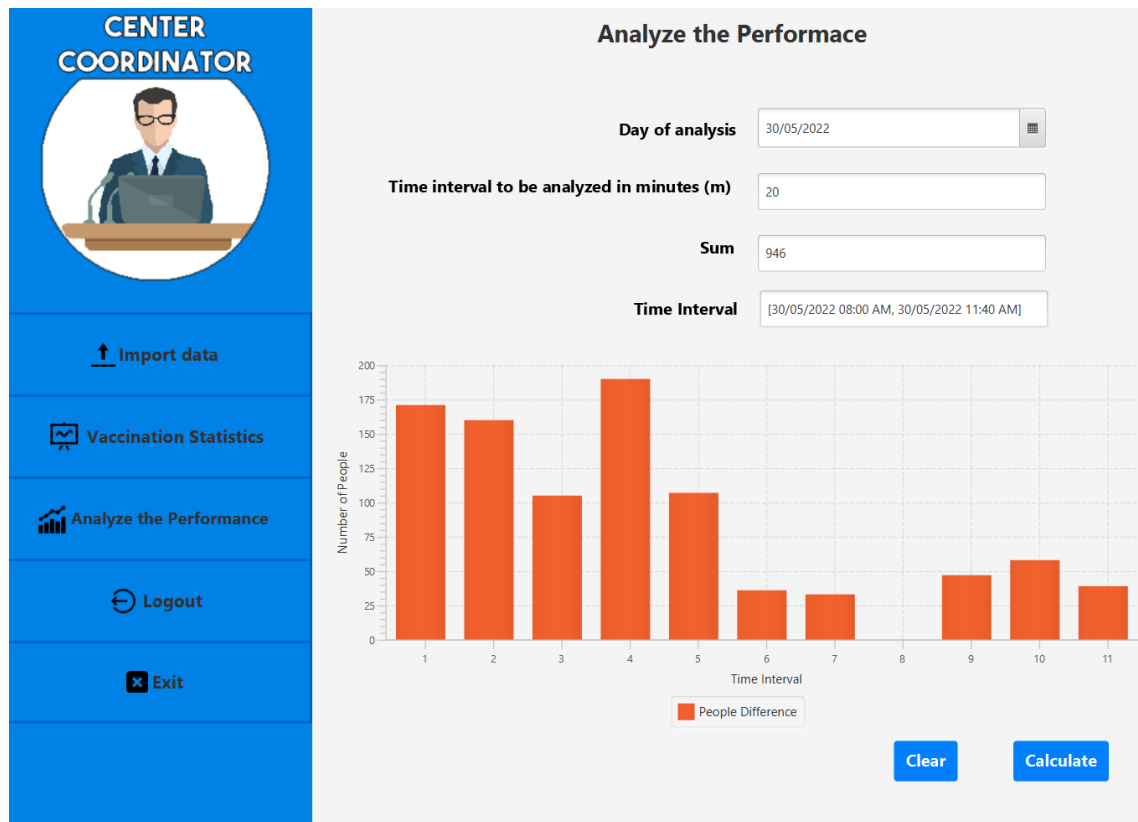 CENTER
COORDINATOR
Import data
Vaccination Statistics
Analyze the Performance
Logout
Exit
Analyze the Performace
Day of analysis
30/05/2022
Time interval to be analyzed in minutes (m)
20
Sum
946
Time Interval
[30/05/2022 08:00 AM, 30/05/2022 11:40 AM]
Number of People
200
175
150
125
100
75
50
25
0
1 2 3 4 5 6 7 8 9 10 11
Time Interval
People Difference
Clear Calculate